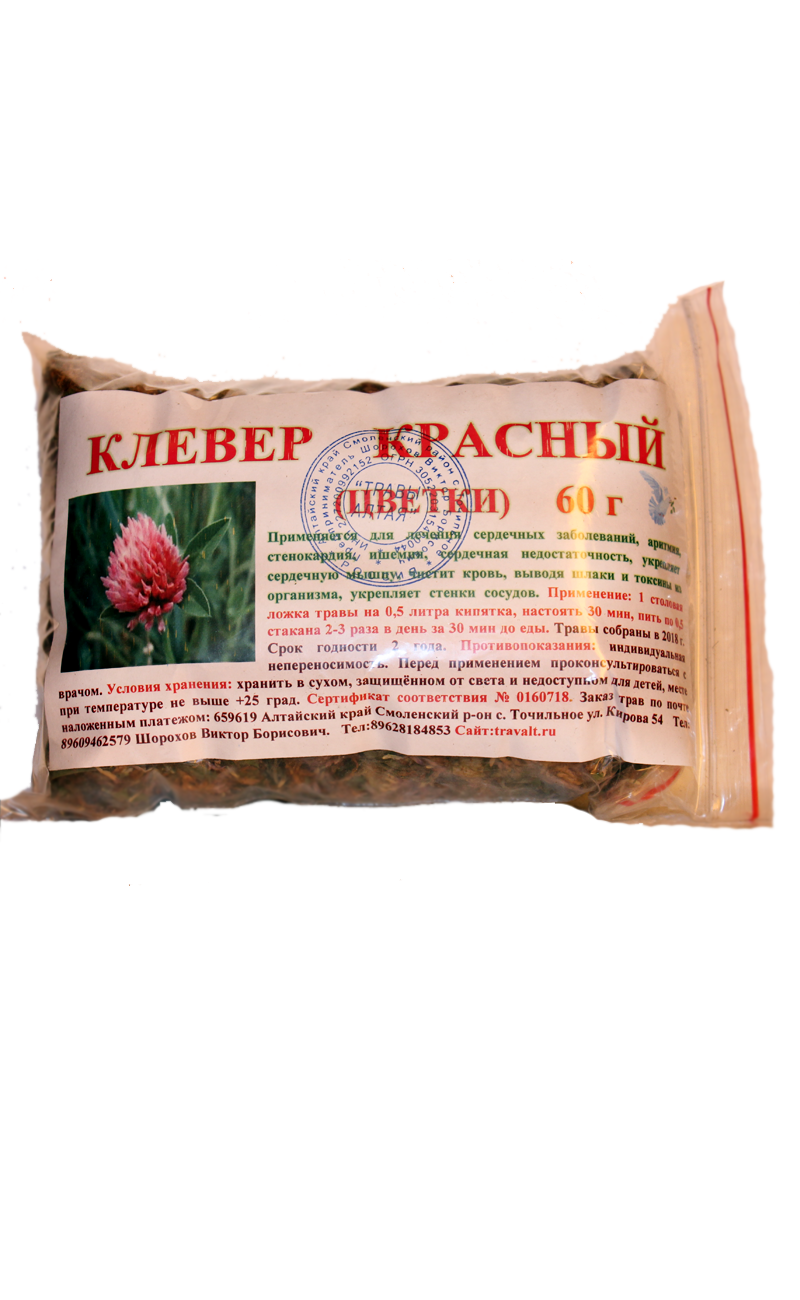 КЛЕВЕР КРАСНЫЙ
(ЦВЕТКИ) 60 г
"ТРАВЫ
АЛТАЯ"
Применяется для лечения сердечных заболеваний, аритмия,
стенокардия, ишемия, сердечная недостаточность, укрепляет
сердечную мышцу, чистит кровь, выводя шлаки и токсины из
организма, укрепляет стенки сосудов. Применение: 1 столовая
ложка травы на 0,5 литра кипятка, настоять 30 мин, пить по 0,5
стакана 2-3 раза в день за 30 мин до еды. Травы собраны в 2018 г.
Срок годности 2 года. Противопоказания: индивидуальная
непереносимость. Перед применением проконсультироваться с
врачом. Условия хранения: хранить в сухом, защищённом от света и недоступном для детей, месте
при температуре не выше +25 град. Сертификат соответствия № 0160718. Заказ трав по почте
наложенным платежом: 659619 Алтайский край Смоленский р-он с. Точильное ул. Кирова 54 Тел:
89609462579 Шорохов Виктор Борисович. Тел:89628184853 Сайт:travalt.ru